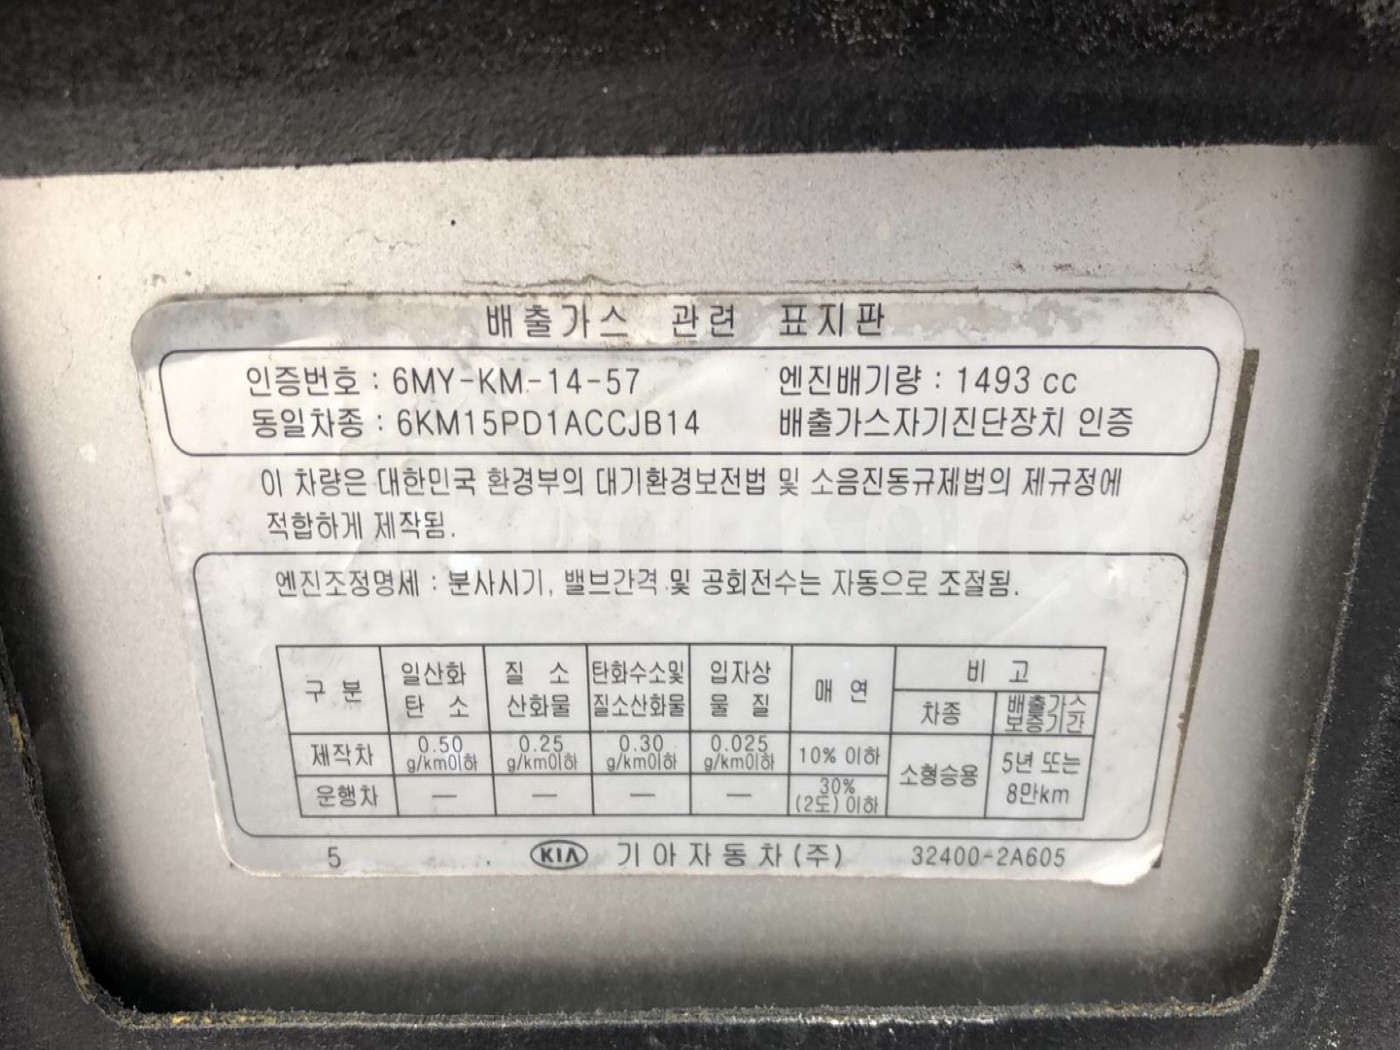 배출가스 관련 표지판
인증번호 : 6MY-KM-14-57 엔진배기량 : 1493 cc
동일차종 : 6KM15PD1ACCJB14 배출가스자기진단장치 인증
이 차량은 대한민국 환경부의 대기환경보전법 및 소음진동규제법의 제규정에
적합하게 제작됨.
엔진조정명세 : 분사시기, 밸브간격 및 공회전수는 자동으로 조절됨.
구 분 일산화 탄 소 질 소 산화물 탄화수소및 질소산화물 입자상 물 질 매 연 비 고
차종 배출가스 보증기간
제작차 0.50 g/km이하 0.25 g/km이하 0.30 g/km이하 0.025 g/km이하 10% 이하 소형승용 5년 또는 8만km
운행차 — — — — 30% (2도) 이하
5 KIA 기아자동차(주) 32400-2A605